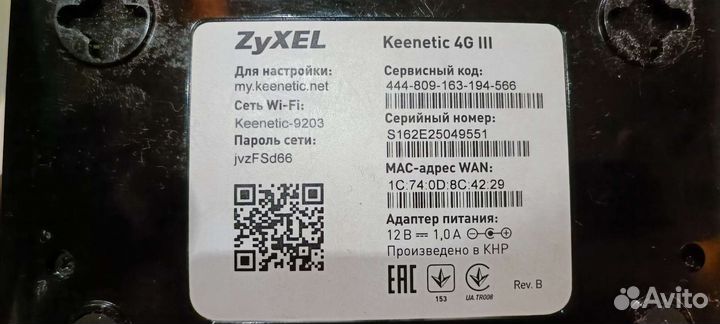 ZyXEL
Для настройки:
my.keenetic.net
Сеть Wi-Fi:
Keenetic-9203
Пароль сети:
jvzFSd66
Keenetic 4G III
Сервисный код:
444-809-163-194-566
Серийный номер:
S162E25049551
MAC-адрес WAN:
1C:74:0D:8C:42:29
Адаптер питания:
12 В 1,0 А
Произведено в КНР
EAC
153
UA.TR008
Rev. B
Avito